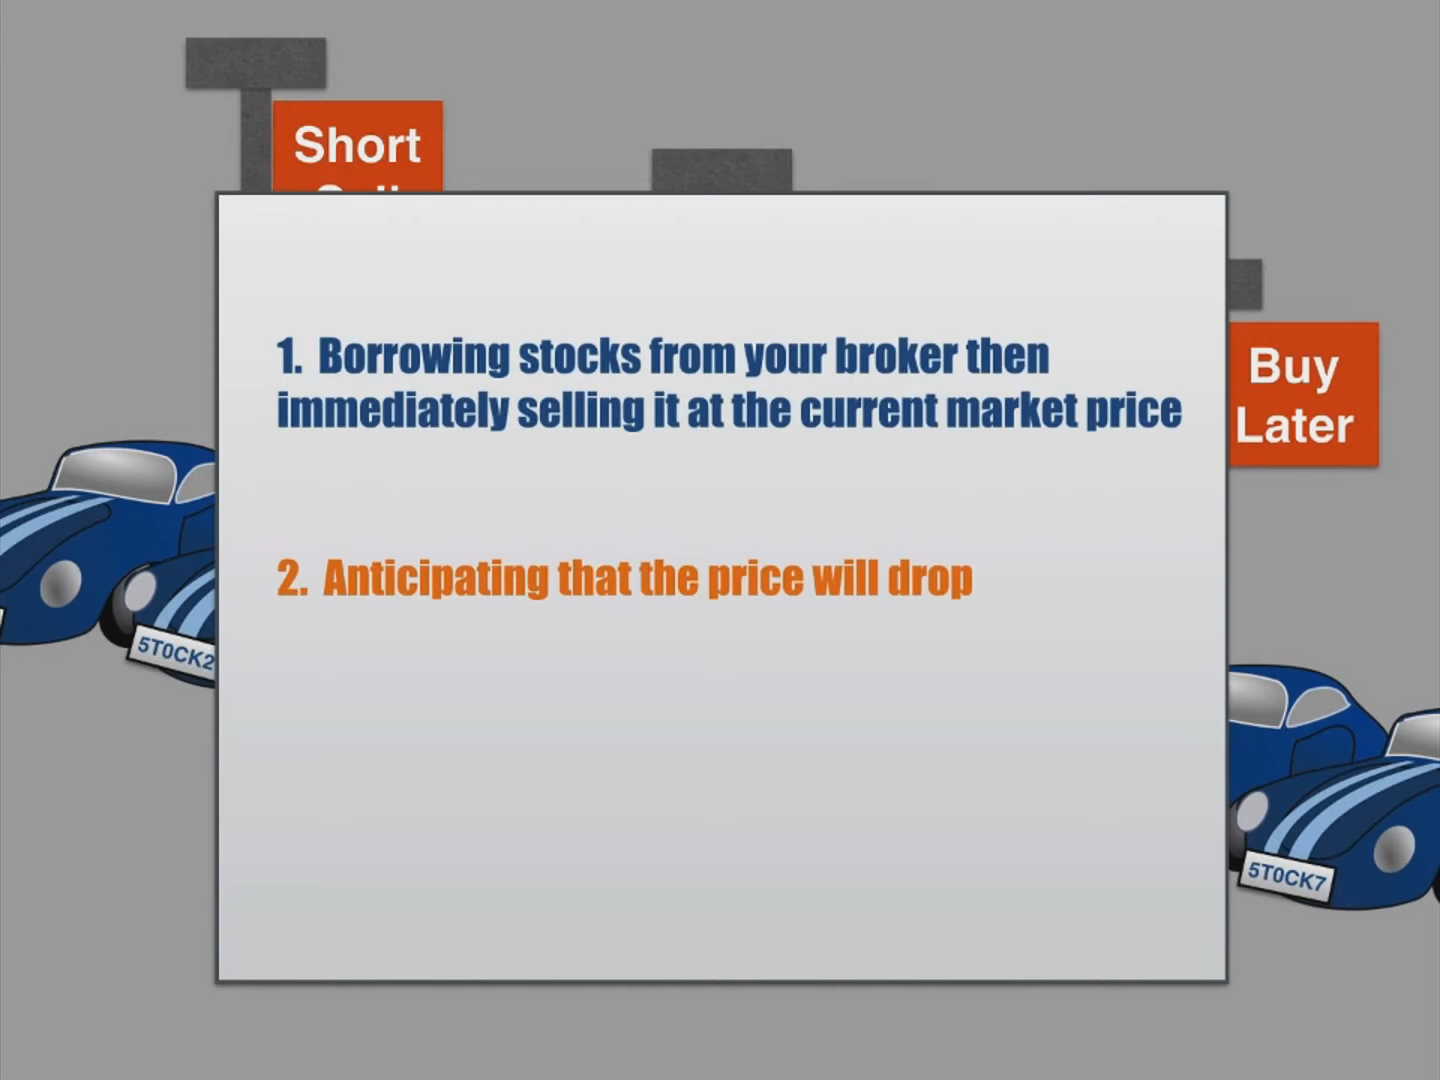 Short
1. Borrowing stocks from your broker then
immediately selling it at the current market price
Buy
Later
2. Anticipating that the price will drop
5T0CK2
5T0CK7